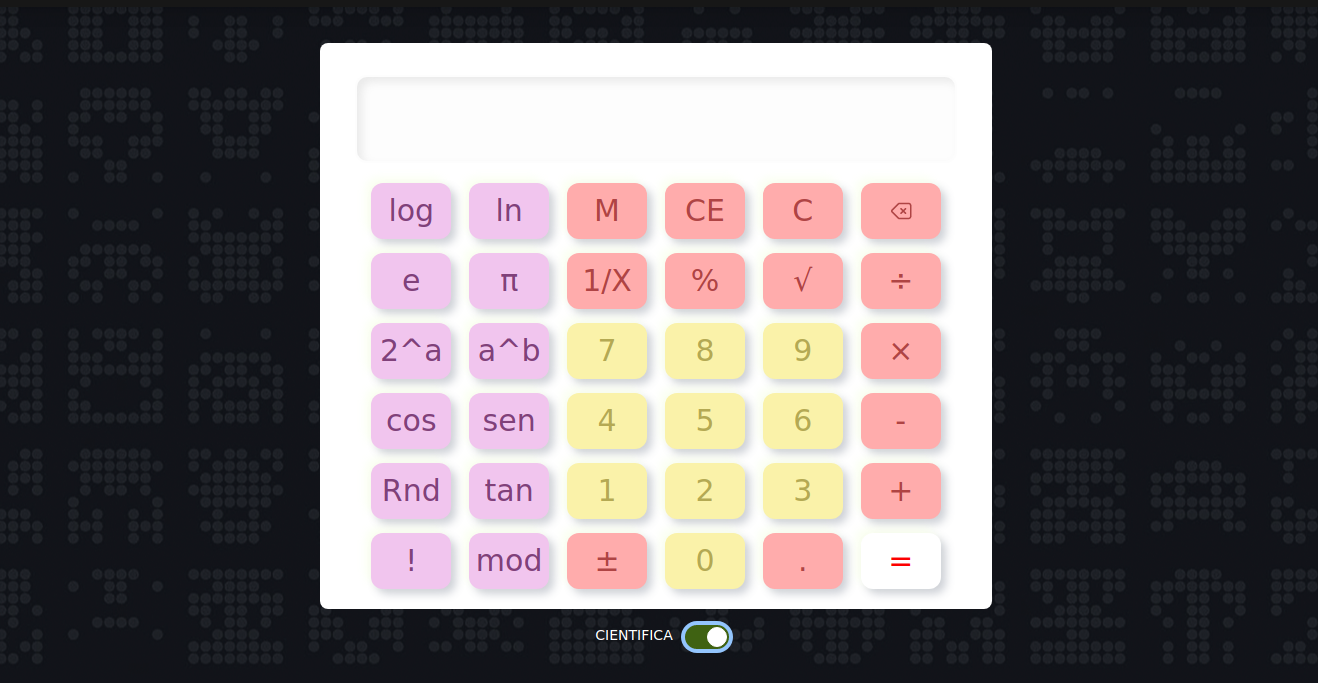 log ln M CE C
e π 1/X % √ ÷
2^a a^b 7 8 9 ×
cos sen 4 5 6 -
Rnd tan 1 2 3 +
! mod ± 0 . =
CIENTIFICA